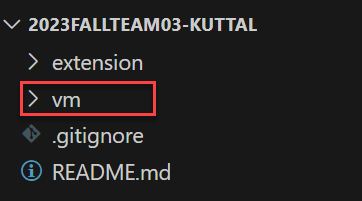 2023FALLTEAM03-KUTTAL
extension
vm
.gitignore
README.md